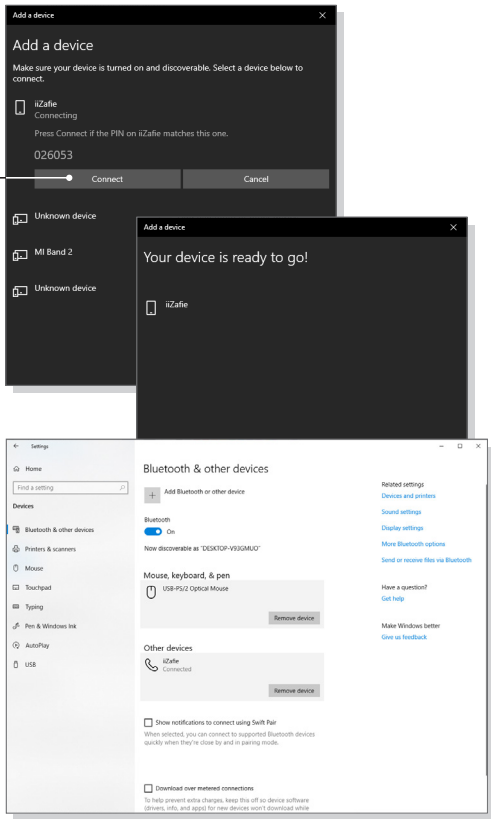 Add a device
Add a device
Make sure your device is turned on and discoverable. Select a device below to
connect.
iiZafie
Connecting
Press Connect if the PIN on iiZafie matches this one.
026053
Connect Cancel
Unknown device
MI Band 2
Unknown device
Add a device
Your device is ready to go!
iiZafie
Settings
Home
Find a setting
Devices
Bluetooth & other devices
Printers & scanners
Mouse
Touchpad
Typing
Pen & Windows Ink
AutoPlay
USB
Bluetooth & other devices
Add Bluetooth or other device
Bluetooth
On
Now discoverable as "DESKTOP-V93GMUO"
Mouse, keyboard, & pen
USB-PS/2 Optical Mouse
Remove device
Other devices
iiZafie
Connected
Remove device
Show notifications to connect using Swift Pair
When selected, you can connect to supported Bluetooth devices
quickly when they're close by and in pairing mode.
Download over metered connections
To help prevent extra charges, keep this off so device software
(drivers, info, and apps) for new devices won't download while
Related settings
Devices and printers
Sound settings
Display settings
More Bluetooth options
Send or receive files via Bluetooth
Have a question?
Get help
Make Windows better
Give us feedback